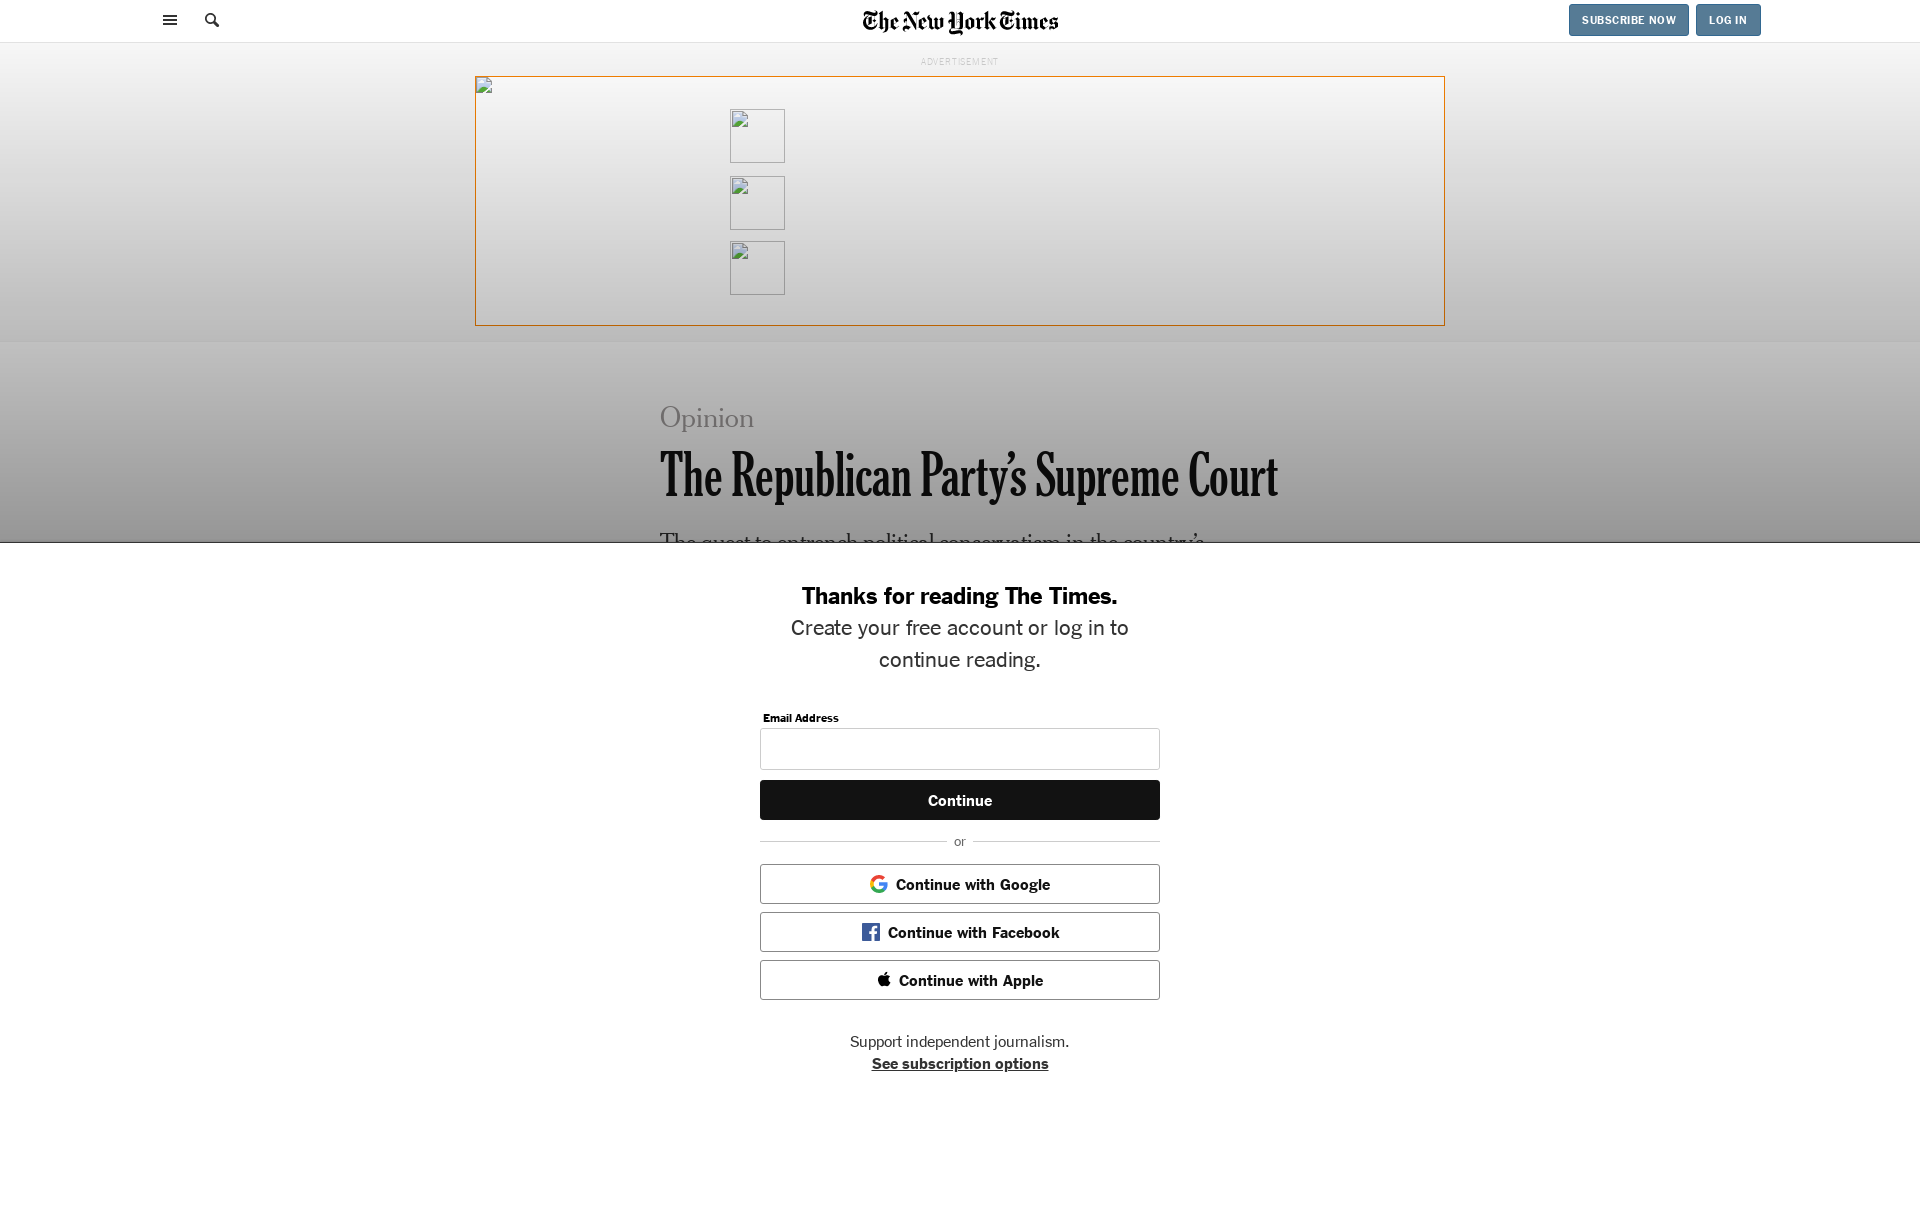 The New York Times
SUBSCRIBE NOW
LOG IN
ADVERTISEMENT
Opinion
The Republican Party’s Supreme Court
The quest to entrench political conservatism in the country’s
Thanks for reading The Times.
Create your free account or log in to
continue reading.
Email Address
Continue
or
Continue with Google
Continue with Facebook
Continue with Apple
Support independent journalism.
See subscription options